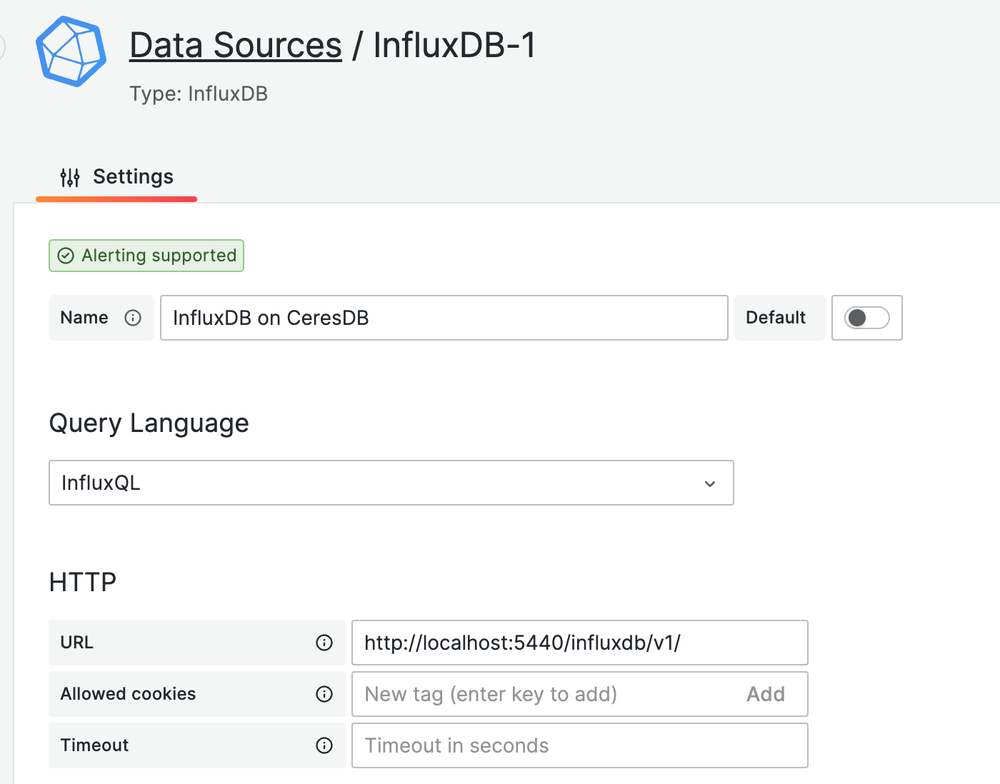 Data Sources / InfluxDB-1
Type: InfluxDB
Settings
Alerting supported
Name InfluxDB on CeresDB Default
Query Language
InfluxQL
HTTP
URL http://localhost:5440/influxdb/v1/
Allowed cookies New tag (enter key to add) Add
Timeout Timeout in seconds